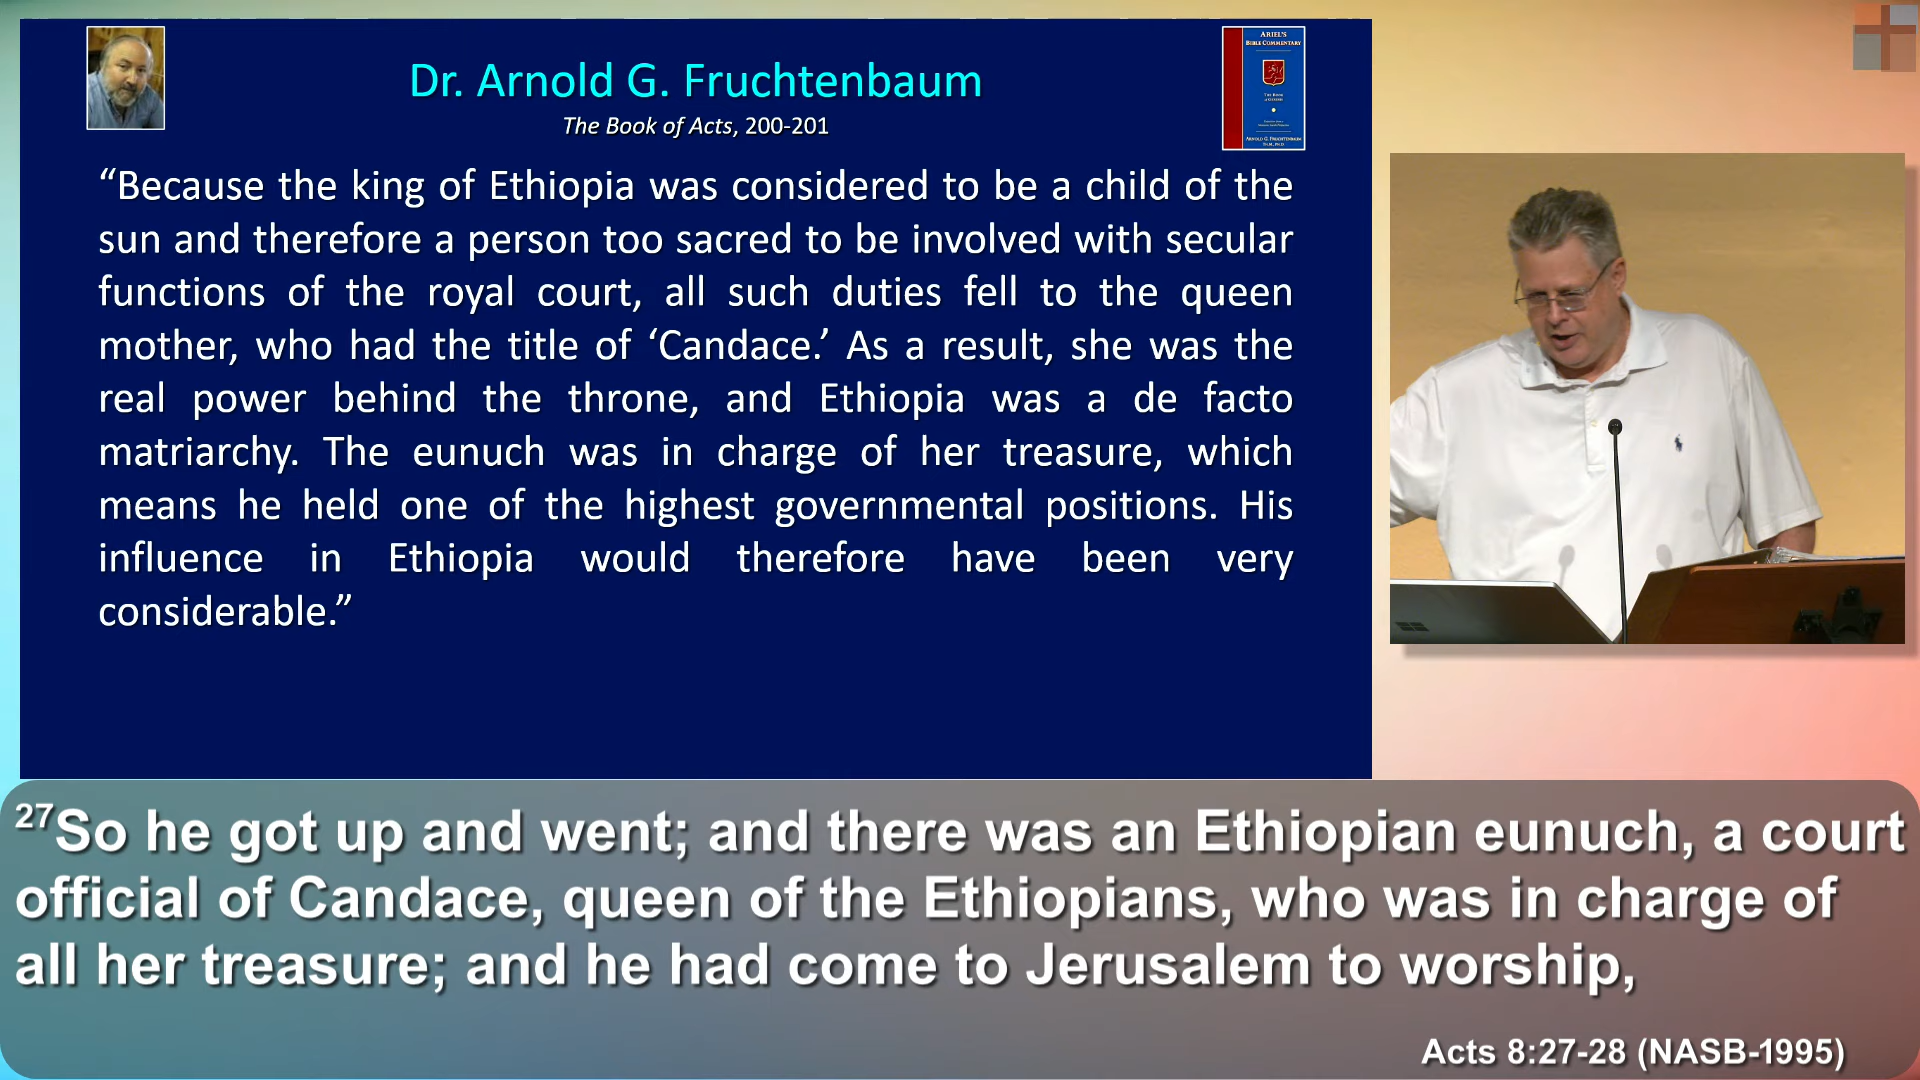 Dr. Arnold G. Fruchtenbaum
The Book of Acts, 200-201
ARIEL'S
BIBLE COMMENTARY
“Because the king of Ethiopia was considered to be a child of the
sun and therefore a person too sacred to be involved with secular
functions of the royal court, all such duties fell to the queen
mother, who had the title of ‘Candace.’ As a result, she was the
real power behind the throne, and Ethiopia was a de facto
matriarchy. The eunuch was in charge of her treasure, which
means he held one of the highest governmental positions. His
influence in Ethiopia would therefore have been very
considerable.”
27So he got up and went; and there was an Ethiopian eunuch, a court
official of Candace, queen of the Ethiopians, who was in charge of
all her treasure; and he had come to Jerusalem to worship,
Acts 8:27-28 (NASB-1995)